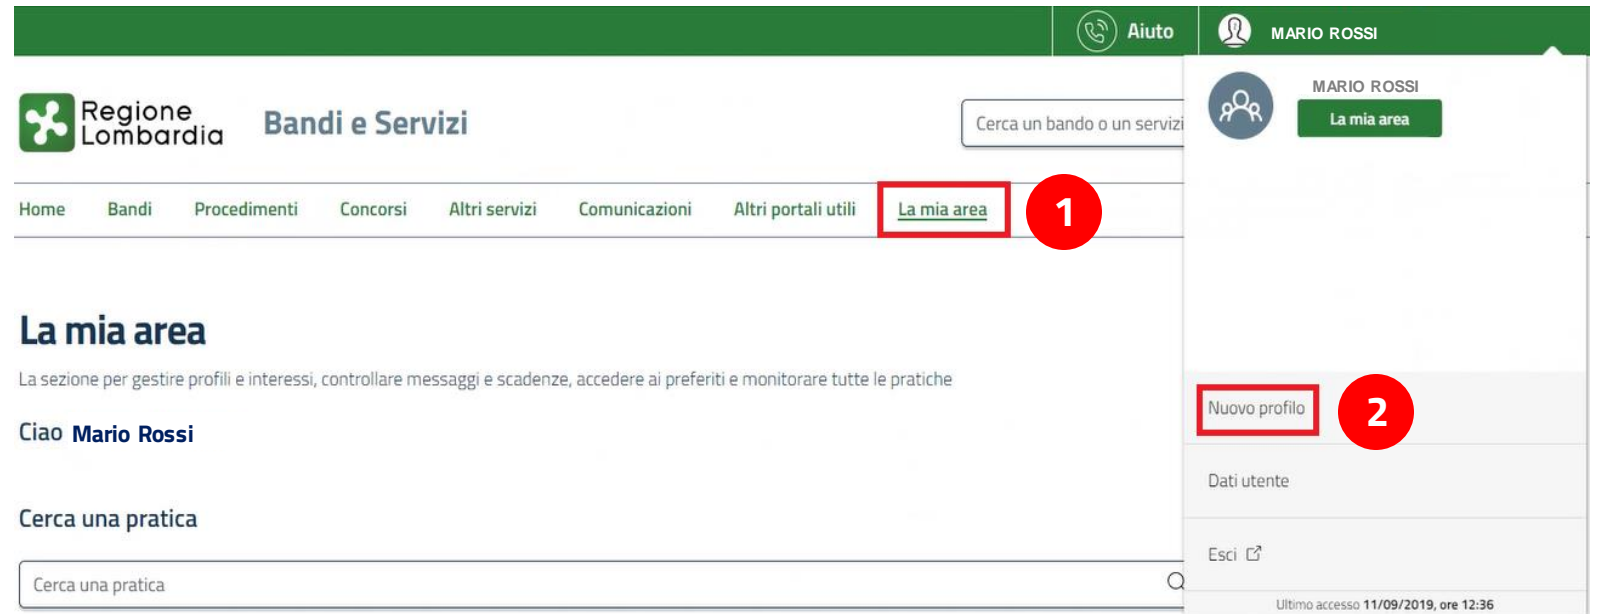 Aiuto
MARIO ROSSI
MARIO ROSSI
La mia area
Regione
Lombardia
Bandi e Servizi
Cerca un bando o un servizi
Home Bandi Procedimenti Concorsi Altri servizi Comunicazioni Altri portali utili La mia area
1
La mia area
La sezione per gestire profili e interessi, controllare messaggi e scadenze, accedere ai preferiti e monitorare tutte le pratiche
Ciao Mario Rossi
Cerca una pratica
Cerca una pratica
Nuovo profilo
2
Dati utente
Esci
Ultimo accesso 11/09/2019, ore 12:36